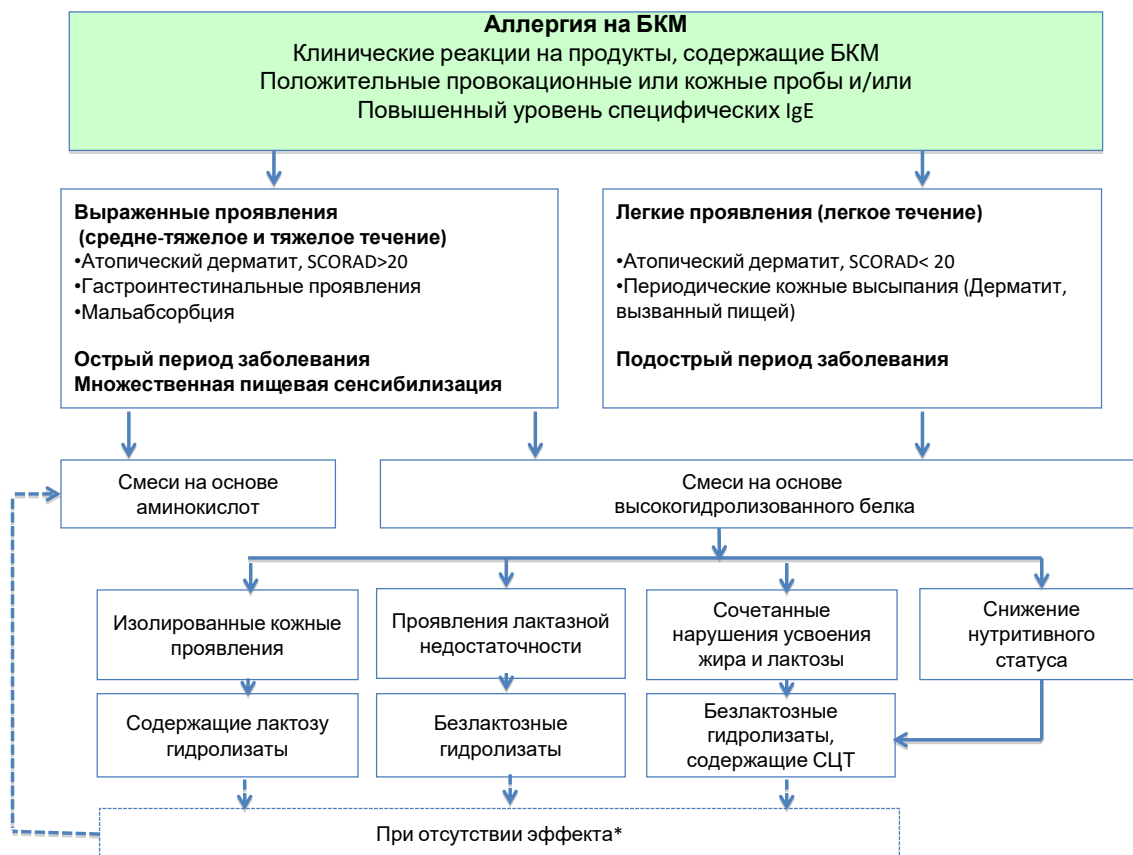 Аллергия на БКМ
Клинические реакции на продукты, содержащие БКМ
Положительные провокационные или кожные пробы и/или
Повышенный уровень специфических IgE
Выраженные проявления
(средне-тяжелое и тяжелое течение)
•Атопический дерматит, SCORAD>20
•Гастроинтестинальные проявления
•Мальабсорбция
Острый период заболевания
Множественная пищевая сенсибилизация
Легкие проявления (легкое течение)
•Атопический дерматит, SCORAD< 20
•Периодические кожные высыпания (Дерматит,
вызванный пищей)
Подострый период заболевания
Смеси на основе
аминокислот
Смеси на основе
высокогидролизованного белка
Изолированные кожные
проявления
Проявления лактазной
недостаточности
Сочетанные
нарушения усвоения
жира и лактозы
Снижение
нутритивного
статуса
Содержащие лактозу
гидролизаты
Безлактозные
гидролизаты
Безлактозные
гидролизаты,
содержащие СЦТ
При отсутствии эффекта*